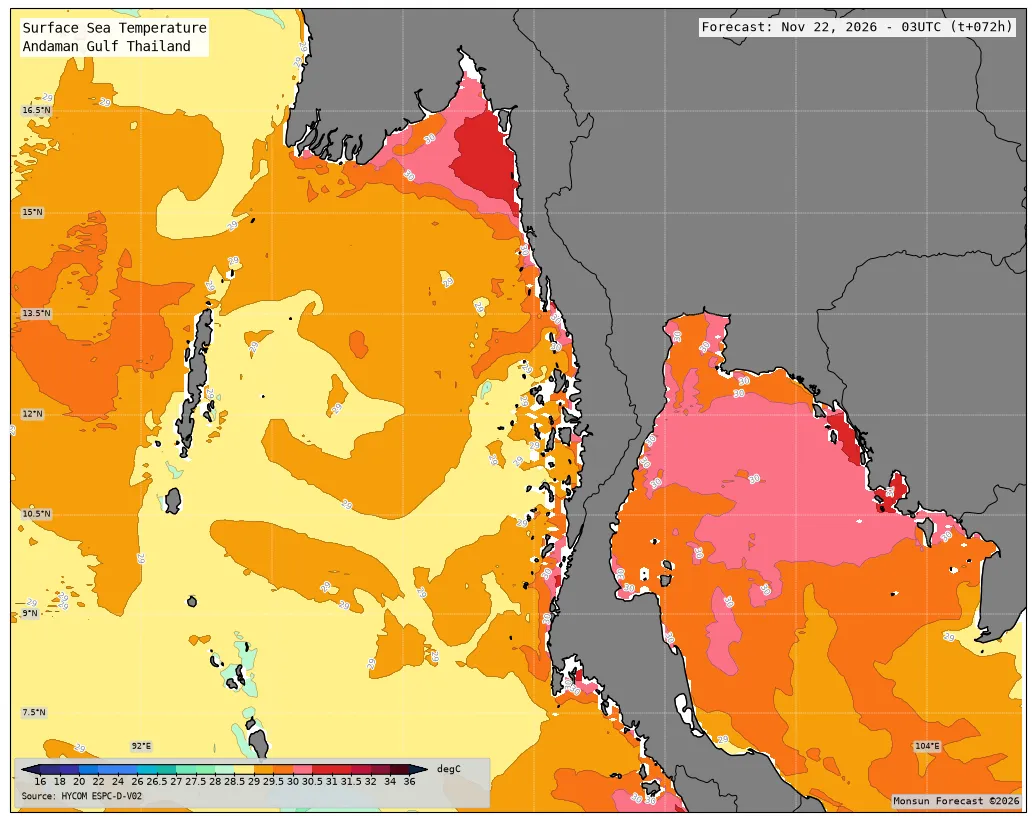 Surface Sea Temperature
Andaman Gulf Thailand
Forecast: Nov 22, 2026 - 03UTC (t+072h)
16.5°N
15°N
13.5°N
12°N
10.5°N
9°N
7.5°N
92°E
104°E
degC
16 18 20 22 24 26 26.5 27 27.5 28 28.5 29 29.5 30 30.5 31 31.5 32 34 36
Source: HYCOM ESPC-D-V02
Monsun Forecast ©2026